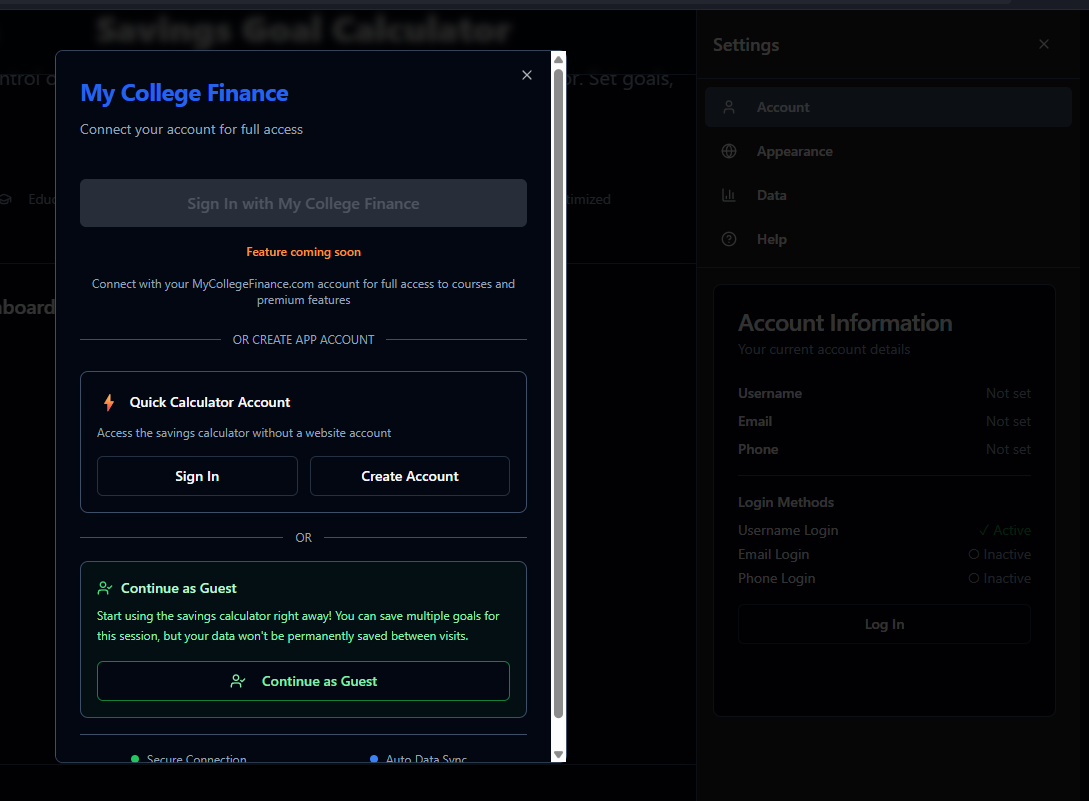 Savings Goal Calculator
ntrol o
or. Set goals,
Educ
timized
nboard
My College Finance
Connect your account for full access
Sign In with My College Finance
Feature coming soon
Connect with your MyCollegeFinance.com account for full access to courses and
premium features
OR CREATE APP ACCOUNT
Quick Calculator Account
Access the savings calculator without a website account
Sign In
Create Account
OR
Continue as Guest
Start using the savings calculator right away! You can save multiple goals for
this session, but your data won't be permanently saved between visits.
Continue as Guest
Secure Connection
Auto Data Sync
Settings
Account
Appearance
Data
Help
Account Information
Your current account details
Username Not set
Email Not set
Phone Not set
Login Methods
Username Login ✓ Active
Email Login ○ Inactive
Phone Login ○ Inactive
Log In